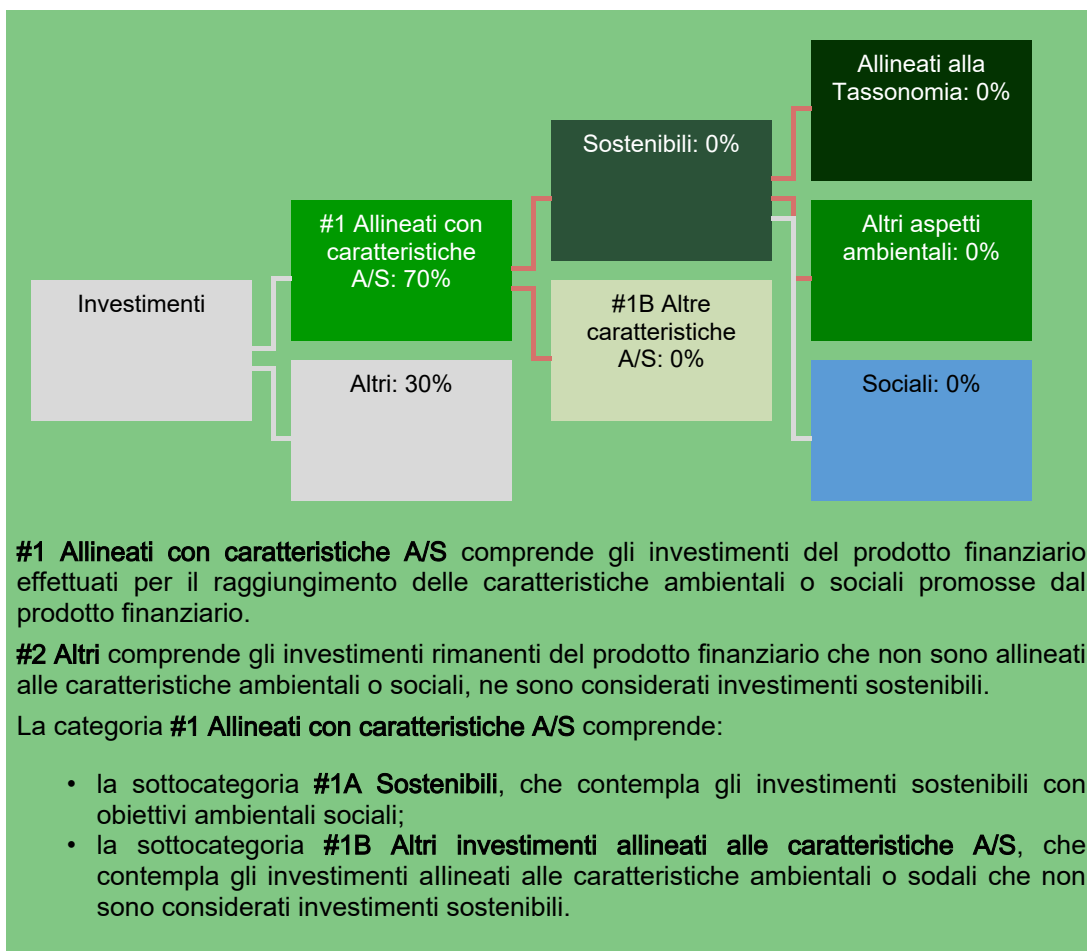 Allineati alla
Tassonomia: 0%
Sostenibili: 0%
#1 Allineati con
caratteristiche
A/S: 70%
Altri aspetti
ambientali: 0%
Investimenti
#1B Altre
caratteristiche
A/S: 0%
Altri: 30%
Sociali: 0%
#1 Allineati con caratteristiche A/S comprende gli investimenti del prodotto finanziario
effettuati per il raggiungimento delle caratteristiche ambientali o sociali promosse dal
prodotto finanziario.
#2 Altri comprende gli investimenti rimanenti del prodotto finanziario che non sono allineati
alle caratteristiche ambientali o sociali, ne sono considerati investimenti sostenibili.
La categoria #1 Allineati con caratteristiche A/S comprende:
• la sottocategoria #1A Sostenibili, che contempla gli investimenti sostenibili con
obiettivi ambientali sociali;
• la sottocategoria #1B Altri investimenti allineati alle caratteristiche A/S, che
contempla gli investimenti allineati alle caratteristiche ambientali o sodali che non
sono considerati investimenti sostenibili.